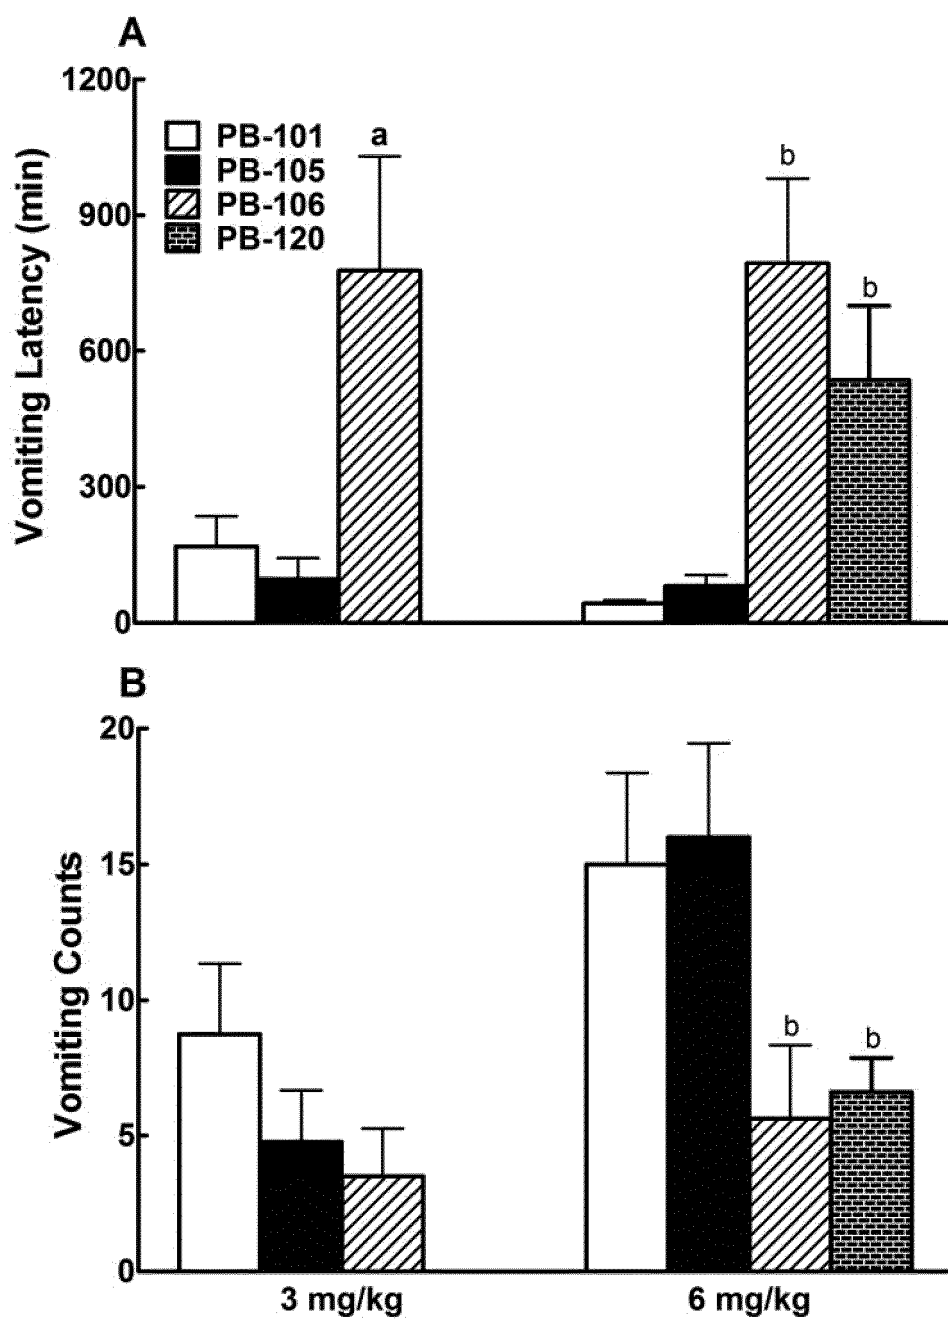 A
1200
900
600
300
0
Vomiting Latency (min)
PB-101
PB-105
PB-106
PB-120
a
b
b
B
20
15
10
5
0
Vomiting Counts
b
b
3 mg/kg
6 mg/kg